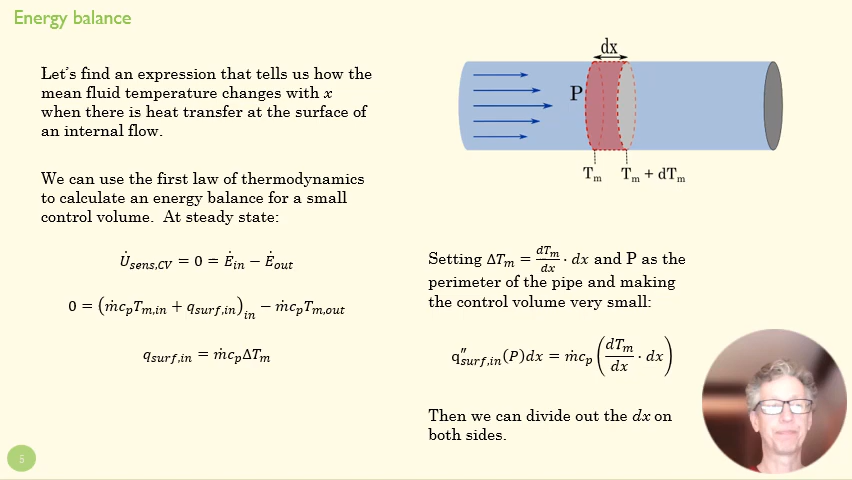 Energy balance
Let's find an expression that tells us how the
mean fluid temperature changes with x
when there is heat transfer at the surface of
an internal flow.
We can use the first law of thermodynamics
to calculate an energy balance for a small
control volume. At steady state:
U̇sens,CV = 0 = Ėin − Ėout
0 = (ṁcpTm,in + qsurf,in)in − ṁcpTm,out
qsurf,in = ṁcpΔTm
dx
P
Tm
Tm + dTm
Setting ΔTm = dTm/dx · dx and P as the
perimeter of the pipe and making
the control volume very small:
q″surf,in(P)dx = ṁcp(dTm/dx · dx)
Then we can divide out the dx on
both sides.
5